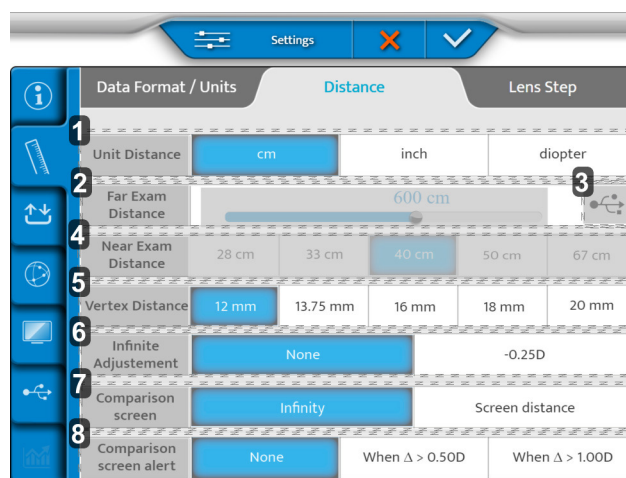 Settings
Data Format / Units
Distance
Lens Step
1
Unit Distance
cm
inch
diopter
2
Far Exam
Distance
600 cm
3
4
Near Exam
Distance
28 cm
33 cm
40 cm
50 cm
67 cm
5
Vertex Distance
12 mm
13.75 mm
16 mm
18 mm
20 mm
6
Infinite
Adjustement
None
-0.25D
7
Comparison
screen
Infinity
Screen distance
8
Comparison
screen alert
None
When Δ > 0.50D
When Δ > 1.00D